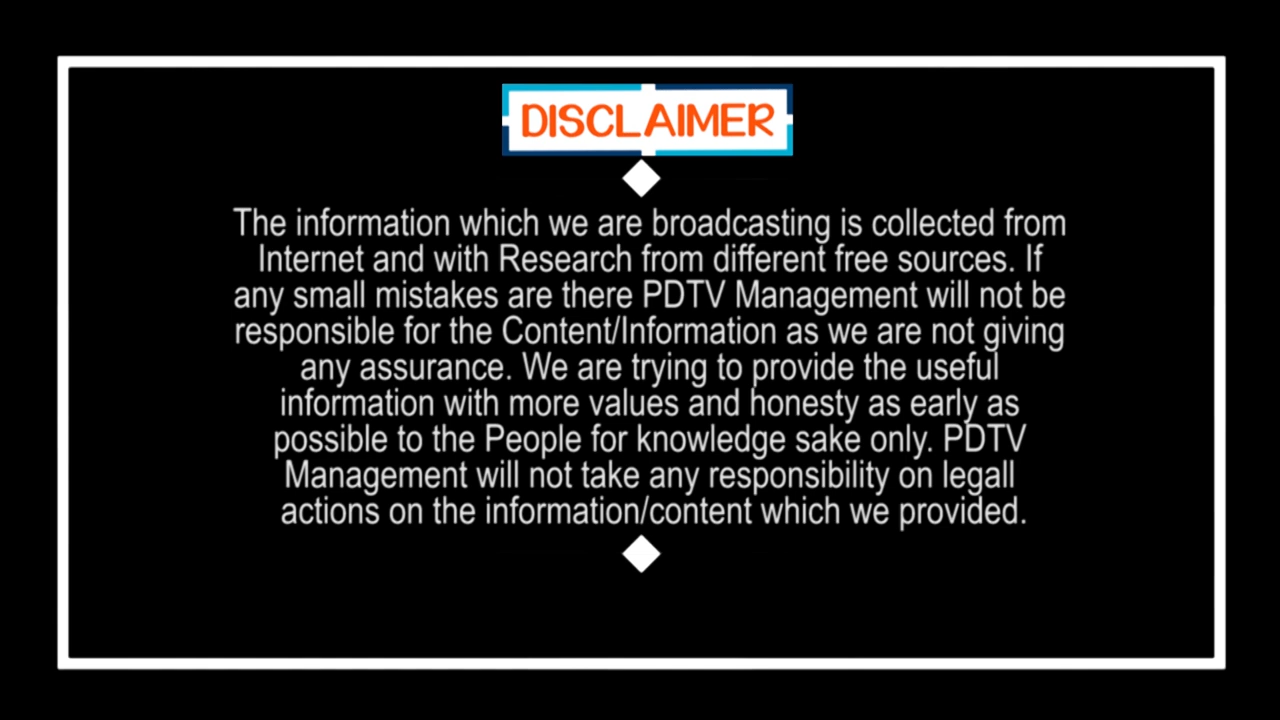 DISCLAIMER
The information which we are broadcasting is collected from
Internet and with Research from different free sources. If
any small mistakes are there PDTV Management will not be
responsible for the Content/Information as we are not giving
any assurance. We are trying to provide the useful
information with more values and honesty as early as
possible to the People for knowledge sake only. PDTV
Management will not take any responsibility on legall
actions on the information/content which we provided.